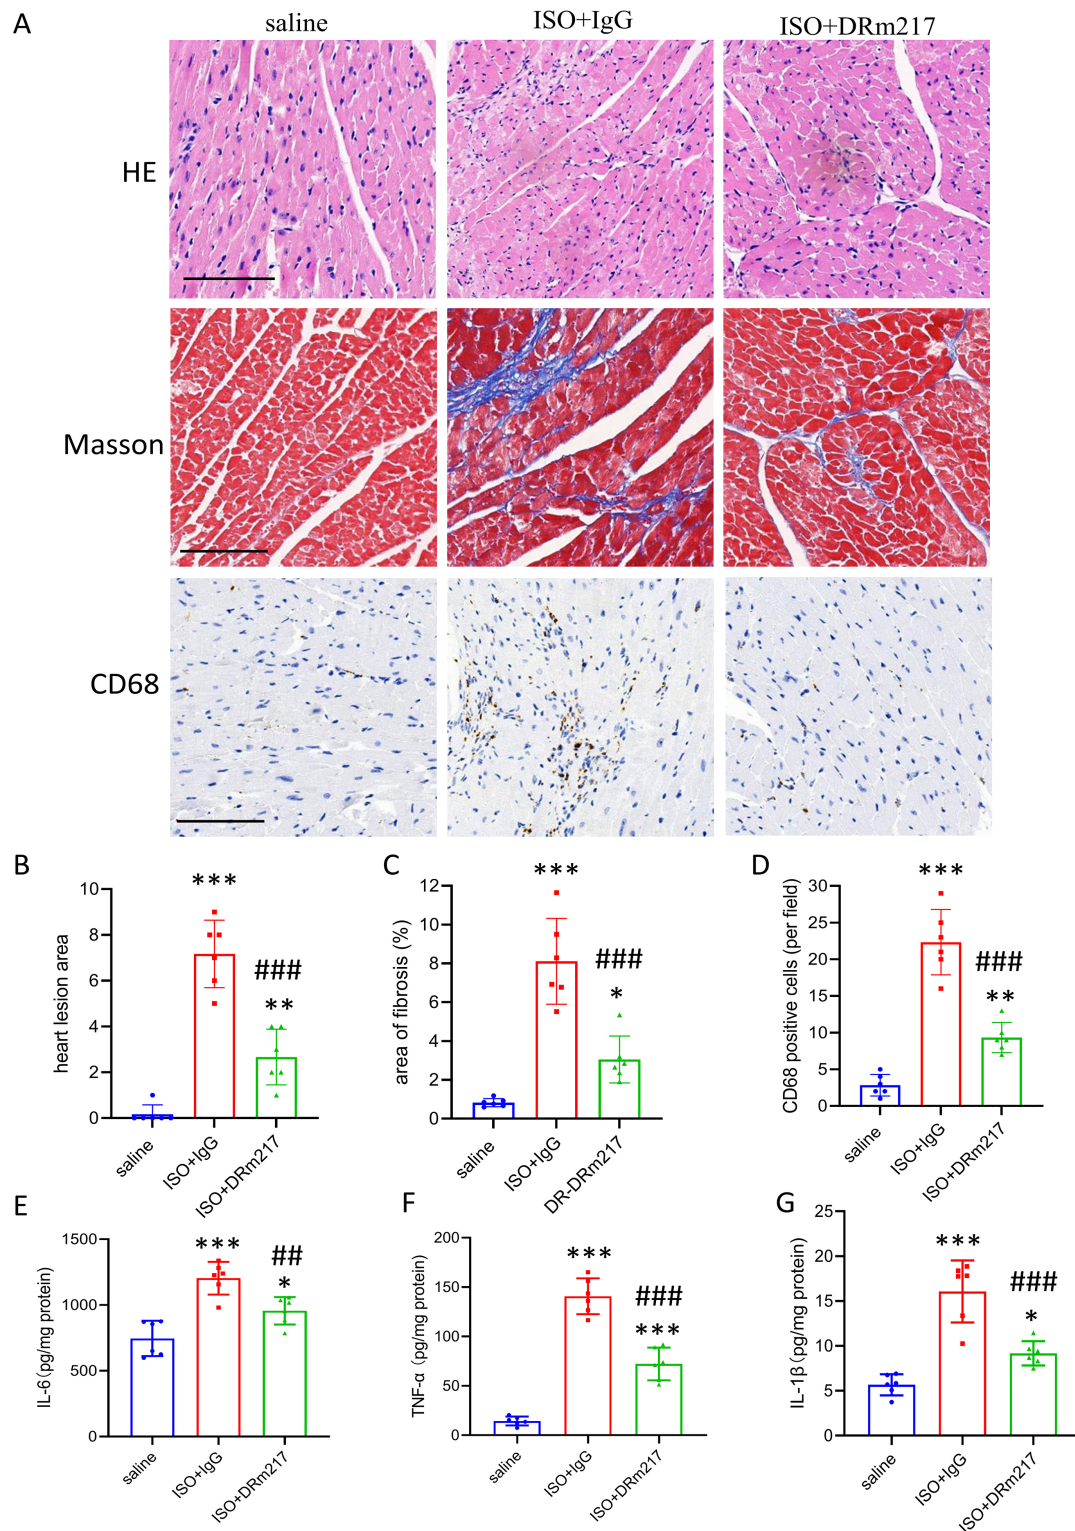 A
saline
ISO+IgG
ISO+DRm217
HE
Masson
CD68
B
heart lesion area
10
8
6
4
2
0
***
###
**
saline
ISO+IgG
ISO+DRm217
C
area of fibrosis (%)
12
10
8
6
4
2
0
***
###
*
saline
ISO+IgG
DR-DRm217
D
CD68 positive cells (per field)
30
25
20
15
10
5
0
***
###
**
saline
ISO+IgG
ISO+DRm217
E
IL-6(pg/mg protein)
1500
1000
500
0
***
##
*
saline
ISO+IgG
ISO+DRm217
F
TNF-α (pg/mg protein)
200
150
100
50
0
***
###
***
saline
ISO+IgG
ISO+DRm217
G
IL-1β(pg/mg protein)
25
20
15
10
5
0
***
###
*
saline
ISO+IgG
ISO+DRm217